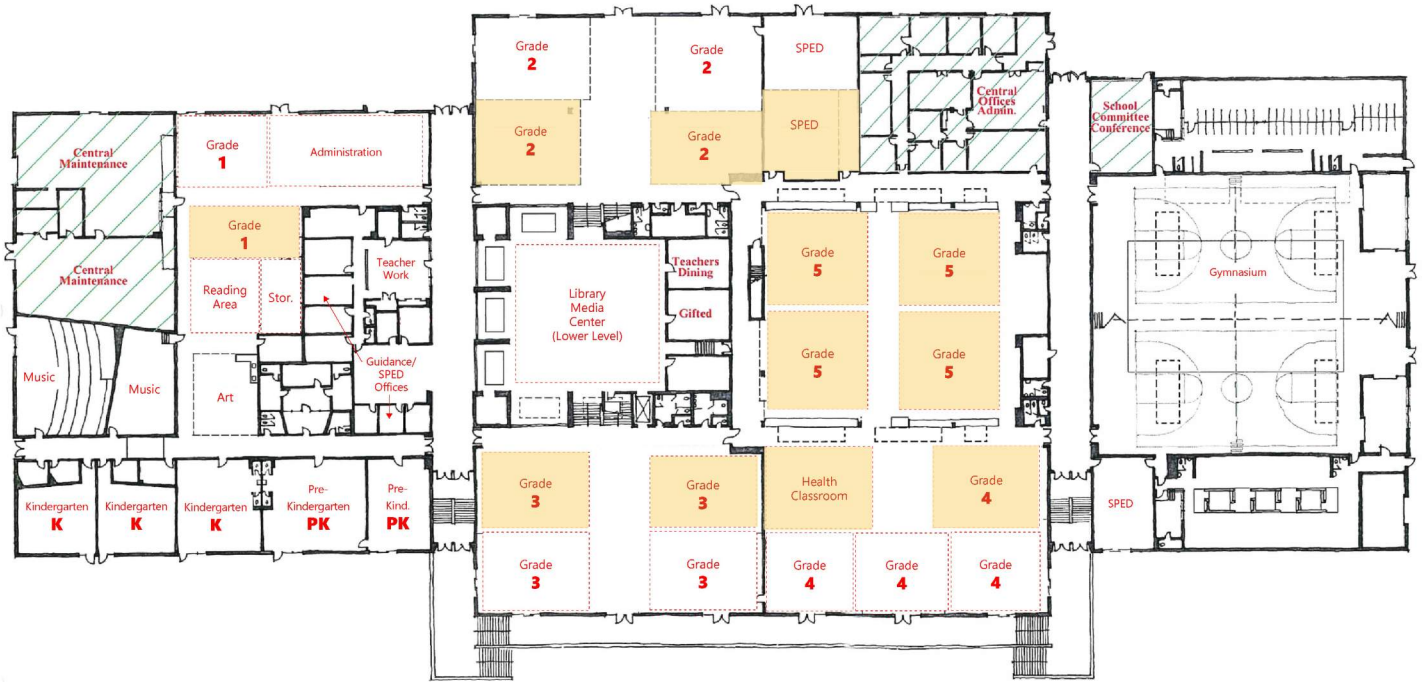 Grade
2
Grade
2
SPED
Central
Offices
Admin.
School
Committee
Conference
Central
Maintenance
Grade
1
Administration
Grade
2
Grade
2
SPED
Grade
1
Central
Maintenance
Reading
Area
Stor.
Teacher
Work
Guidance/
SPED
Offices
Music
Music
Art
Library
Media
Center
(Lower Level)
Teachers
Dining
Gifted
Grade
5
Grade
5
Grade
5
Grade
5
Gymnasium
Kindergarten
K
Kindergarten
K
Kindergarten
K
Pre-
Kindergarten
PK
Pre-
Kind.
PK
Grade
3
Grade
3
Health
Classroom
Grade
4
SPED
Grade
3
Grade
3
Grade
4
Grade
4
Grade
4